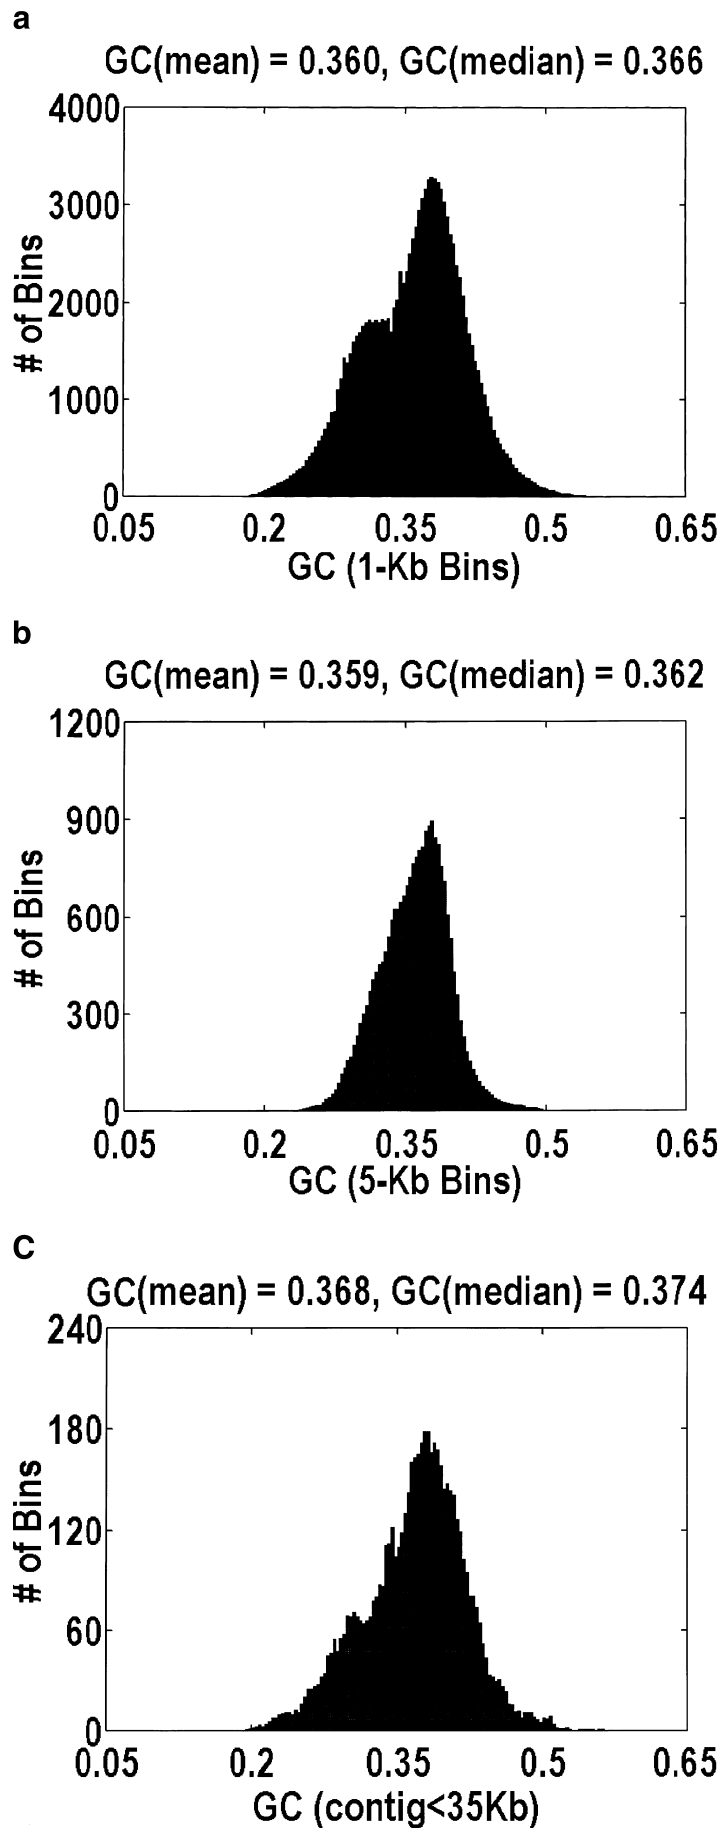 a
GC(mean) = 0.360, GC(median) = 0.366
4000
3000
2000
1000
0
# of Bins
0.05 0.2 0.35 0.5 0.65
GC (1-Kb Bins)
b
GC(mean) = 0.359, GC(median) = 0.362
1200
900
600
300
0
# of Bins
0.05 0.2 0.35 0.5 0.65
GC (5-Kb Bins)
C
GC(mean) = 0.368, GC(median) = 0.374
240
180
120
60
0
# of Bins
0.05 0.2 0.35 0.5 0.65
GC (contig<35Kb)